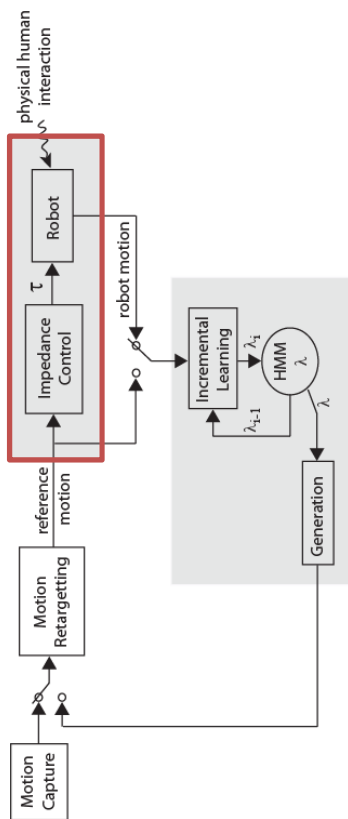 Motion
Capture
Motion
Retargetting
reference
motion
Impedance
Control
τ
Robot
physical human
interaction
robot motion
Incremental
Learning
λi-1
λi
HMM
λ
λ
Generation